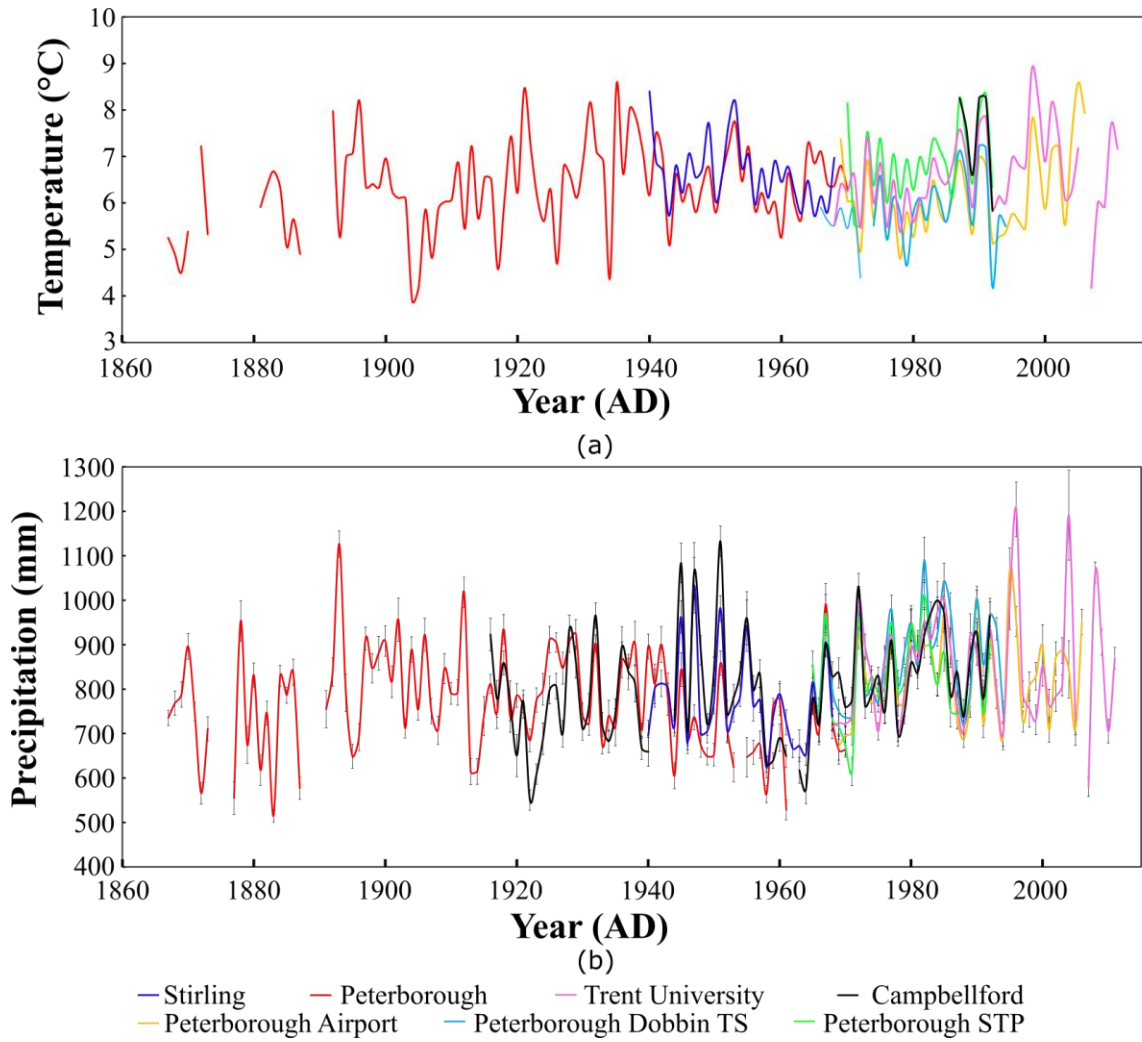 10
9
8
7
6
5
4
3
Temperature (°C)
1860 1880 1900 1920 1940 1960 1980 2000
Year (AD)
(a)
1300
1200
1100
1000
900
800
700
600
500
400
Precipitation (mm)
1860 1880 1900 1920 1940 1960 1980 2000
Year (AD)
(b)
Stirling Peterborough Trent University Campbellford
Peterborough Airport Peterborough Dobbin TS Peterborough STP